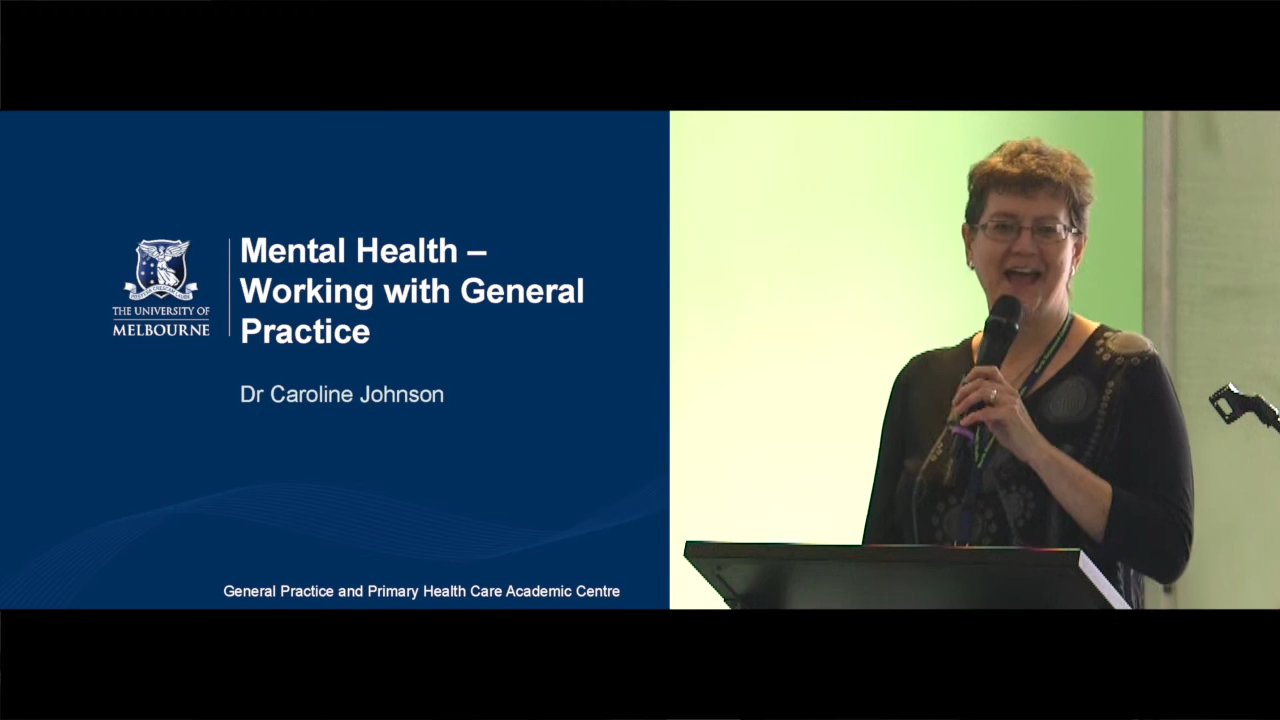 Mental Health –
Working with General
Practice
THE UNIVERSITY OF
MELBOURNE
Dr Caroline Johnson
General Practice and Primary Health Care Academic Centre